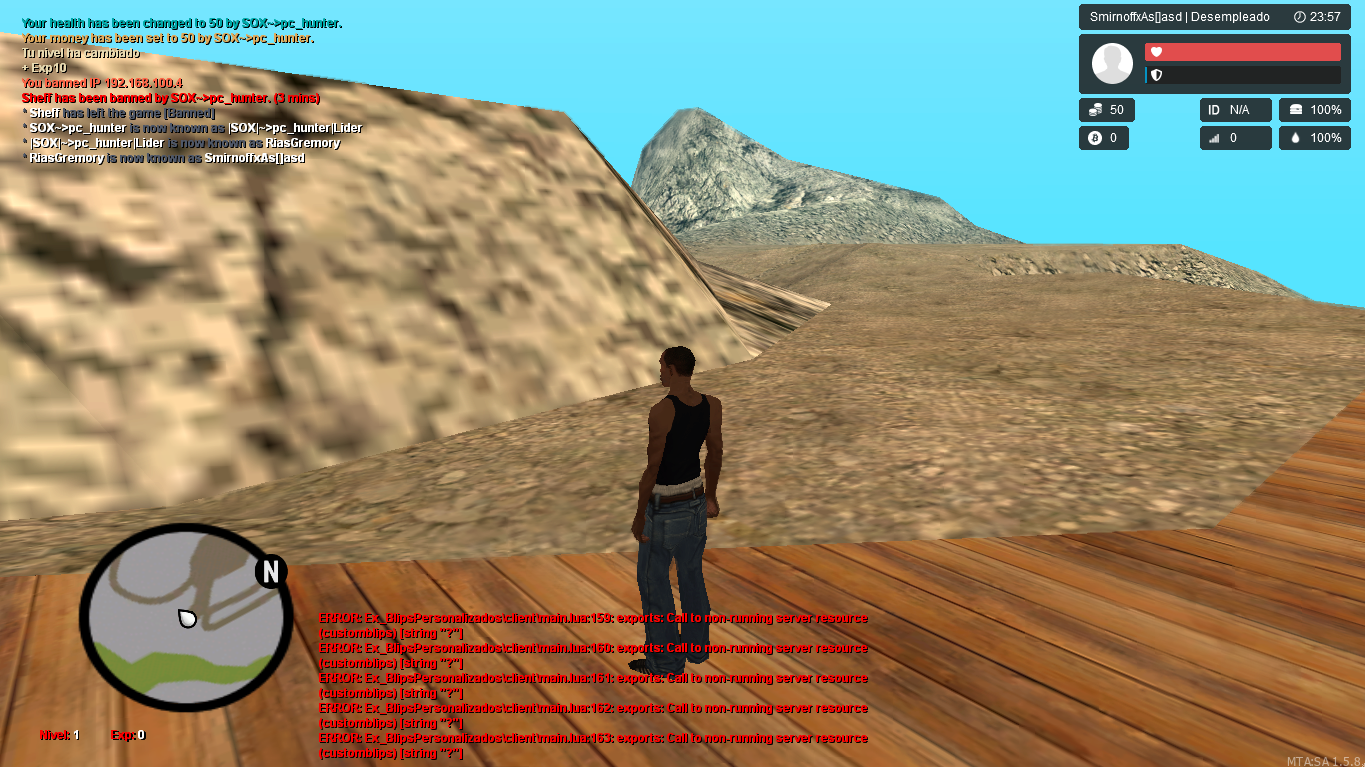 Your health has been changed to 50 by SOX~>pc_hunter.
Your money has been set to 50 by SOX~>pc_hunter.
Tu nivel ha cambiado
+ Exp10
You banned IP 192.168.100.4
Sheff has been banned by SOX~>pc_hunter. (3 mins)
* Sheff has left the game [Banned]
* SOX~>pc_hunter is now known as |SOX|~>pc_hunter|Lider
* |SOX|~>pc_hunter|Lider is now known as RiasGremory
* RiasGremory is now known as SmirnoffxAs[]asd
SmirnoffxAs[]asd | Desempleado 23:57
50 ID N/A 100%
0 0 100%
N
ERROR: Ex_BlipsPersonalizados\client\main.lua:159: exports: Call to non-running server resource
(customblips) [string "?"]
ERROR: Ex_BlipsPersonalizados\client\main.lua:160: exports: Call to non-running server resource
(customblips) [string "?"]
ERROR: Ex_BlipsPersonalizados\client\main.lua:161: exports: Call to non-running server resource
(customblips) [string "?"]
ERROR: Ex_BlipsPersonalizados\client\main.lua:162: exports: Call to non-running server resource
(customblips) [string "?"]
ERROR: Ex_BlipsPersonalizados\client\main.lua:163: exports: Call to non-running server resource
(customblips) [string "?"]
Nivel: 1 Exp: 0
MTA:SA 1.5.8